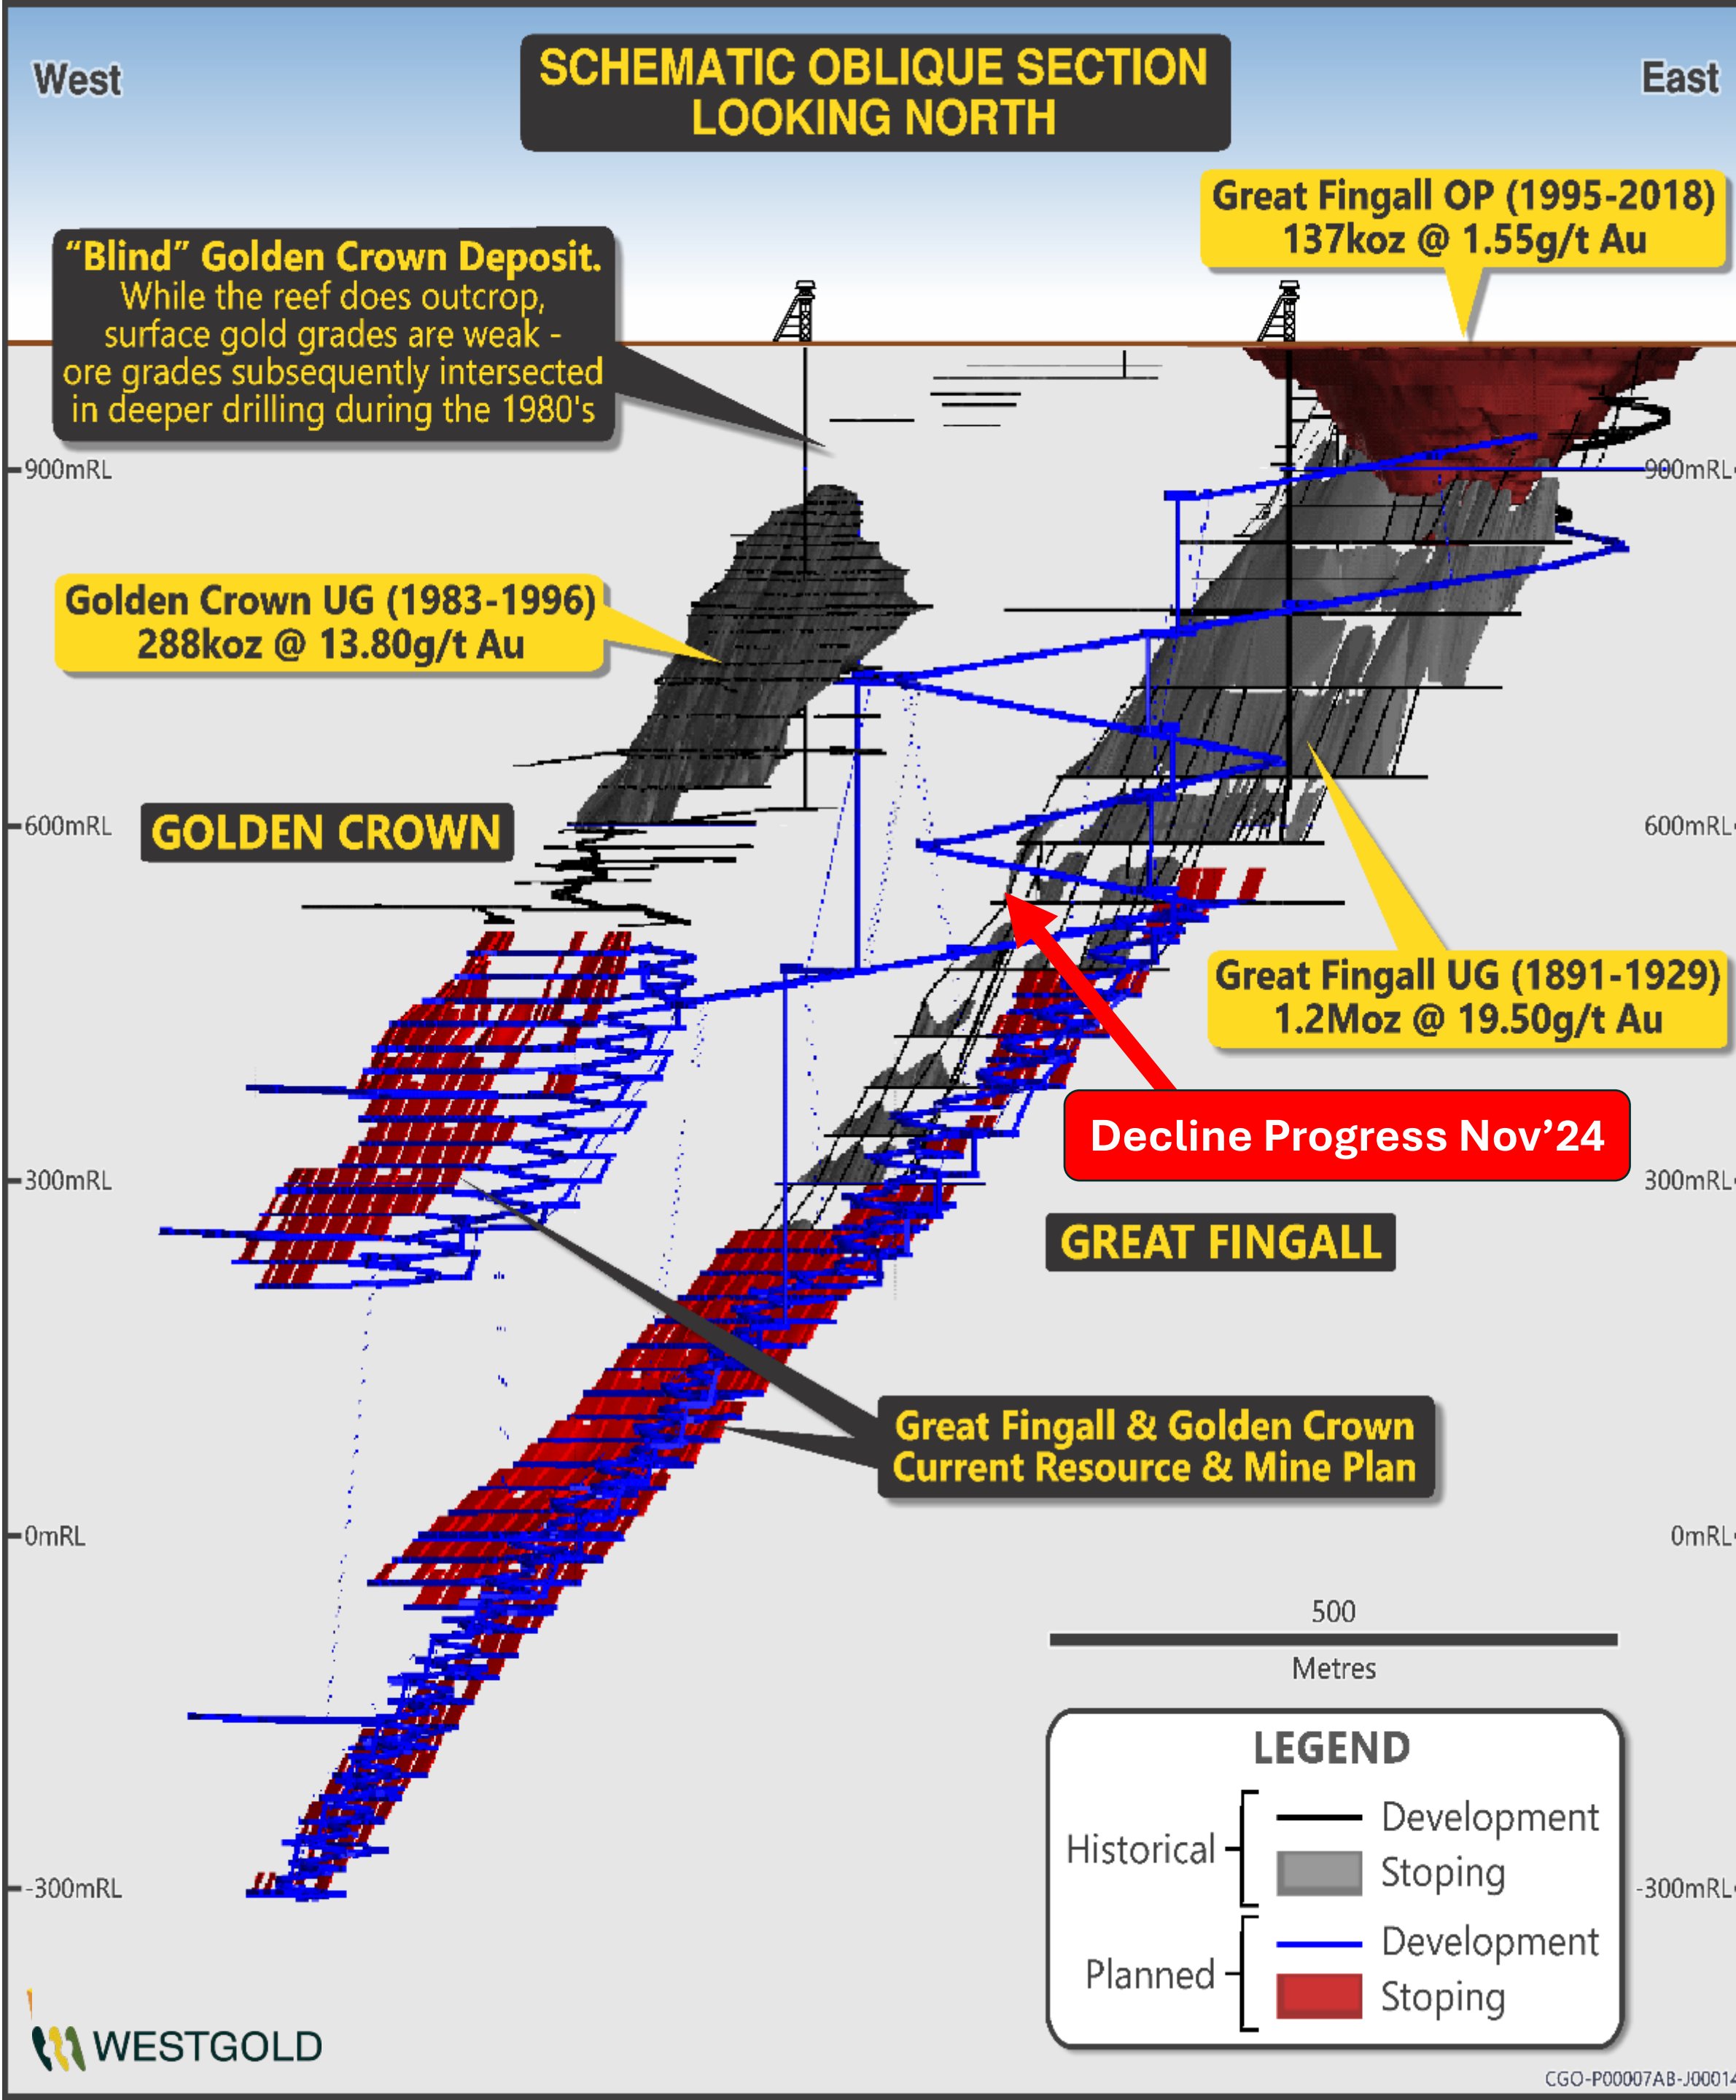 West
SCHEMATIC OBLIQUE SECTION
LOOKING NORTH
East
Great Fingall OP (1995-2018)
137koz @ 1.55g/t Au
“Blind” Golden Crown Deposit.
While the reef does outcrop,
surface gold grades are weak -
ore grades subsequently intersected
in deeper drilling during the 1980's
900mRL
900mRL
Golden Crown UG (1983-1996)
288koz @ 13.80g/t Au
600mRL
GOLDEN CROWN
600mRL
Great Fingall UG (1891-1929)
1.2Moz @ 19.50g/t Au
Decline Progress Nov’24
300mRL
300mRL
GREAT FINGALL
Great Fingall & Golden Crown
Current Resource & Mine Plan
0mRL
0mRL
500
Metres
LEGEND
Historical
Development
Stoping
Planned
Development
Stoping
-300mRL
-300mRL
WESTGOLD
CGO-P00007AB-J00014